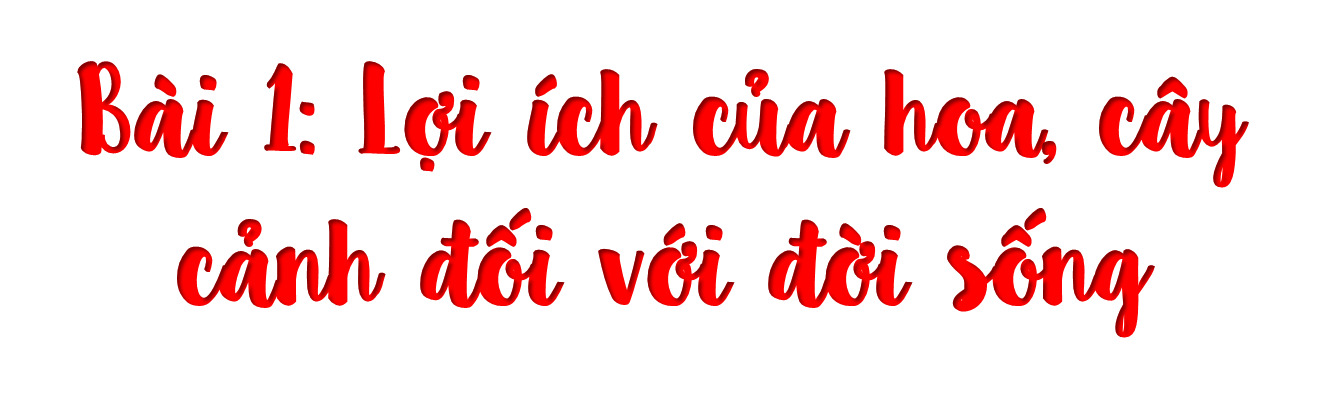 Bài 1: Lợi ích của hoa, cây
cảnh đối với đời sống